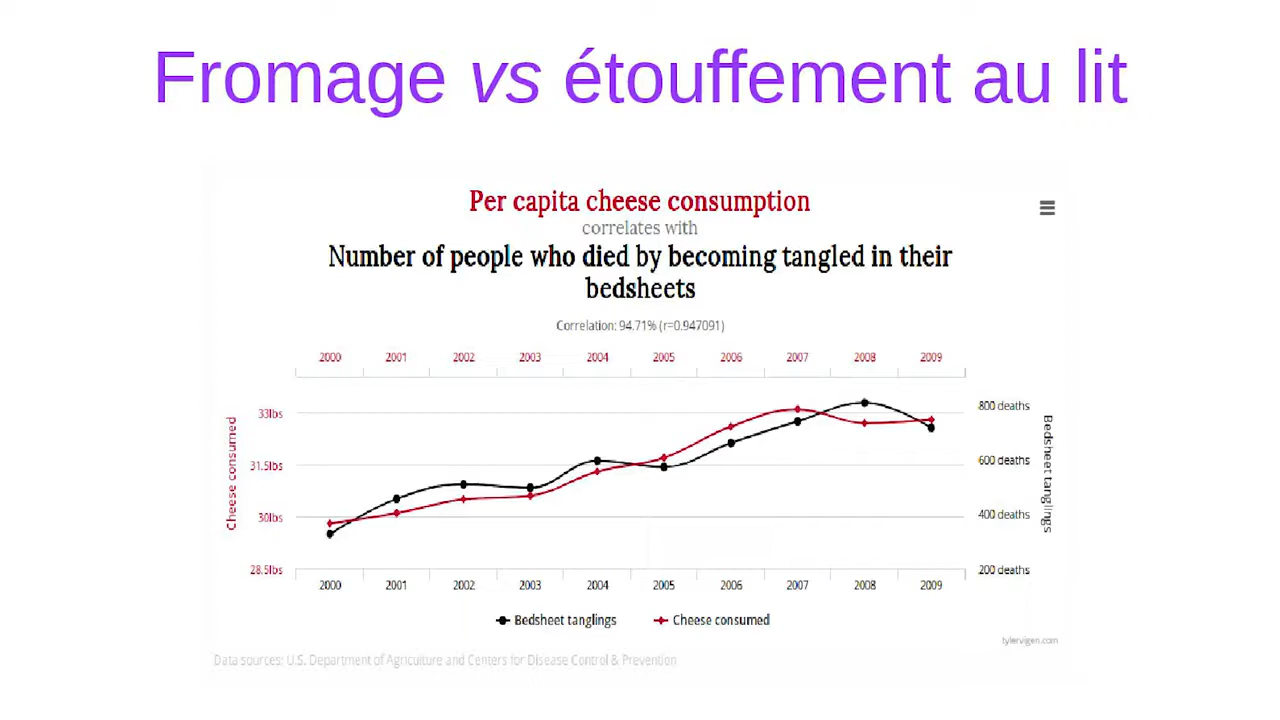 Fromage vs étouffement au lit
Per capita cheese consumption
correlates with
Number of people who died by becoming tangled in their
bedsheets
Correlation: 94.71% (r=0.947091)
2000 2001 2002 2003 2004 2005 2006 2007 2008 2009
33lbs
31.5lbs
30lbs
28.5lbs
Cheese consumed
800 deaths
600 deaths
400 deaths
200 deaths
Bedsheet tanglings
2000 2001 2002 2003 2004 2005 2006 2007 2008 2009
Bedsheet tanglings Cheese consumed
tylervigen.com
Data sources: U.S. Department of Agriculture and Centers for Disease Control & Prevention